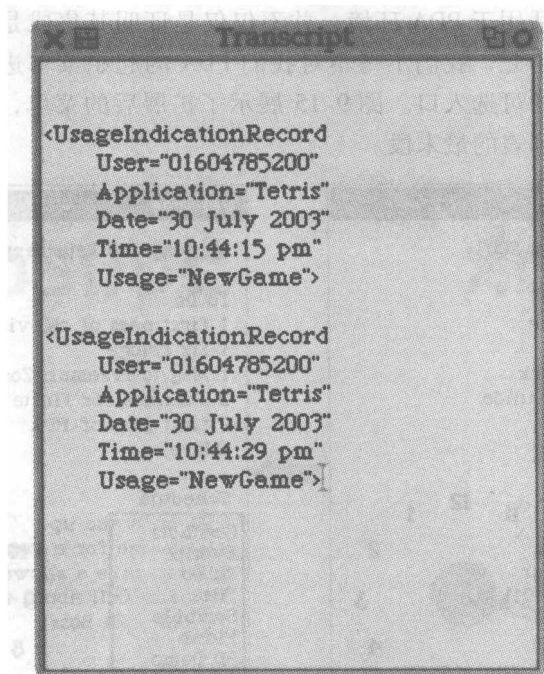 Transcript
<UsageIndicationRecord
User="01604785200"
Application="Tetris"
Date="30 July 2003"
Time="10:44:15 pm"
Usage="NewGame">
<UsageIndicationRecord
User="01604785200"
Application="Tetris"
Date="30 July 2003"
Time="10:44:29 pm"
Usage="NewGame">